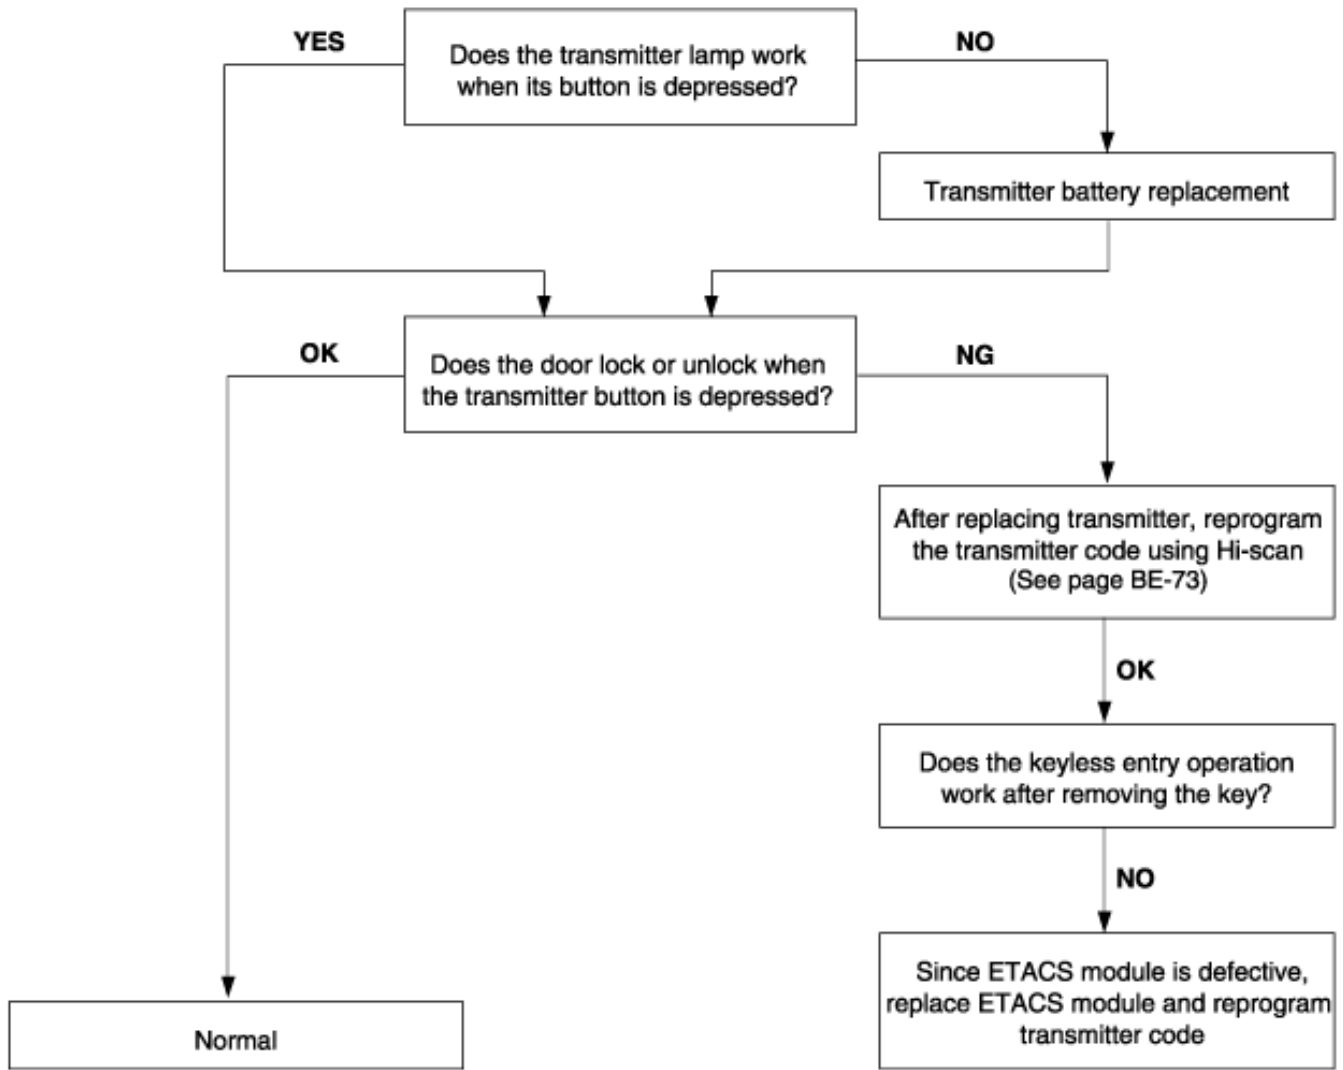 YES
Does the transmitter lamp work
when its button is depressed?
NO
Transmitter battery replacement
OK
Does the door lock or unlock when
the transmitter button is depressed?
NG
After replacing transmitter, reprogram
the transmitter code using Hi-scan
(See page BE-73)
OK
Does the keyless entry operation
work after removing the key?
NO
Since ETACS module is defective,
replace ETACS module and reprogram
transmitter code
Normal